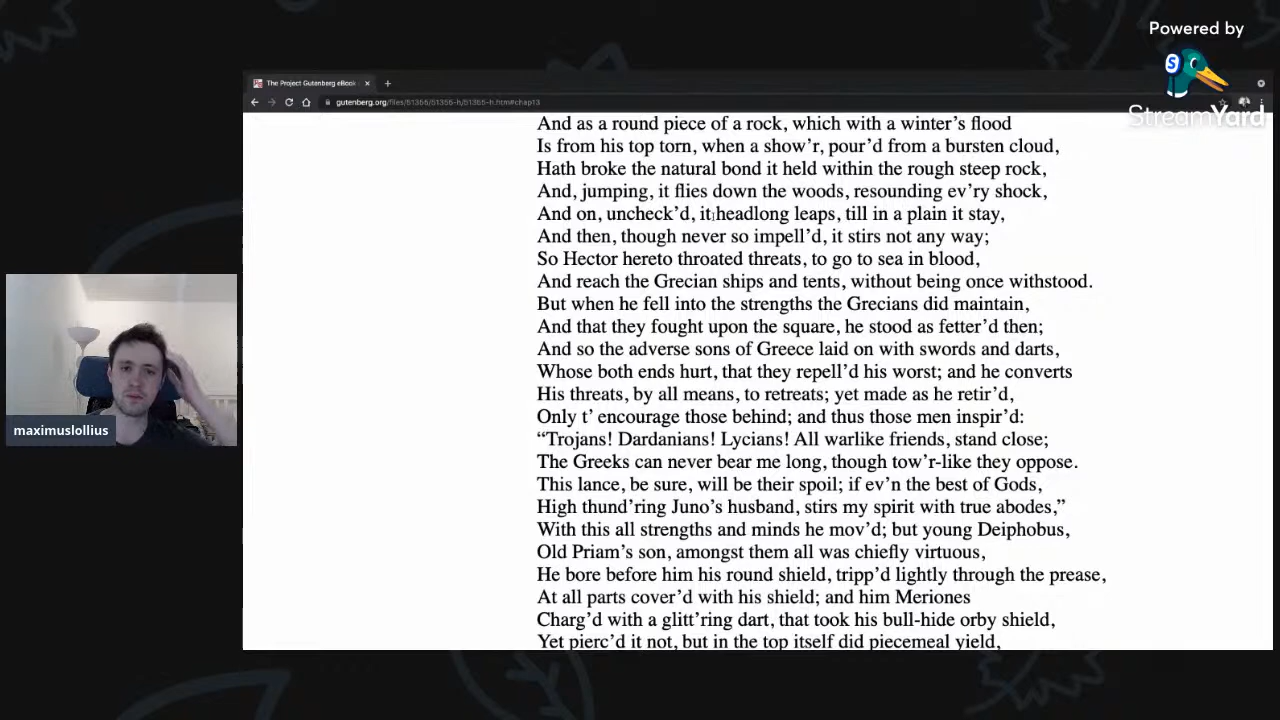 Powered by
StreamYard
The Project Gutenberg eBook
gutenberg.org/files/51355/51355-h/51355-h.htm#chap13
And as a round piece of a rock, which with a winter’s flood
Is from his top torn, when a show’r, pour’d from a bursten cloud,
Hath broke the natural bond it held within the rough steep rock,
And, jumping, it flies down the woods, resounding ev’ry shock,
And on, uncheck’d, it headlong leaps, till in a plain it stay,
And then, though never so impell’d, it stirs not any way;
So Hector hereto throated threats, to go to sea in blood,
And reach the Grecian ships and tents, without being once withstood.
But when he fell into the strengths the Grecians did maintain,
And that they fought upon the square, he stood as fetter’d then;
And so the adverse sons of Greece laid on with swords and darts,
Whose both ends hurt, that they repell’d his worst; and he converts
His threats, by all means, to retreats; yet made as he retir’d,
Only t’ encourage those behind; and thus those men inspir’d:
“Trojans! Dardanians! Lycians! All warlike friends, stand close;
The Greeks can never bear me long, though tow’r-like they oppose.
This lance, be sure, will be their spoil; if ev’n the best of Gods,
High thund’ring Juno’s husband, stirs my spirit with true abodes,”
With this all strengths and minds he mov’d; but young Deiphobus,
Old Priam’s son, amongst them all was chiefly virtuous,
He bore before him his round shield, tripp’d lightly through the prease,
At all parts cover’d with his shield; and him Meriones
Charg’d with a glitt’ring dart, that took his bull-hide orby shield,
Yet pierc’d it not, but in the top itself did piecemeal yield,
maximuslollius